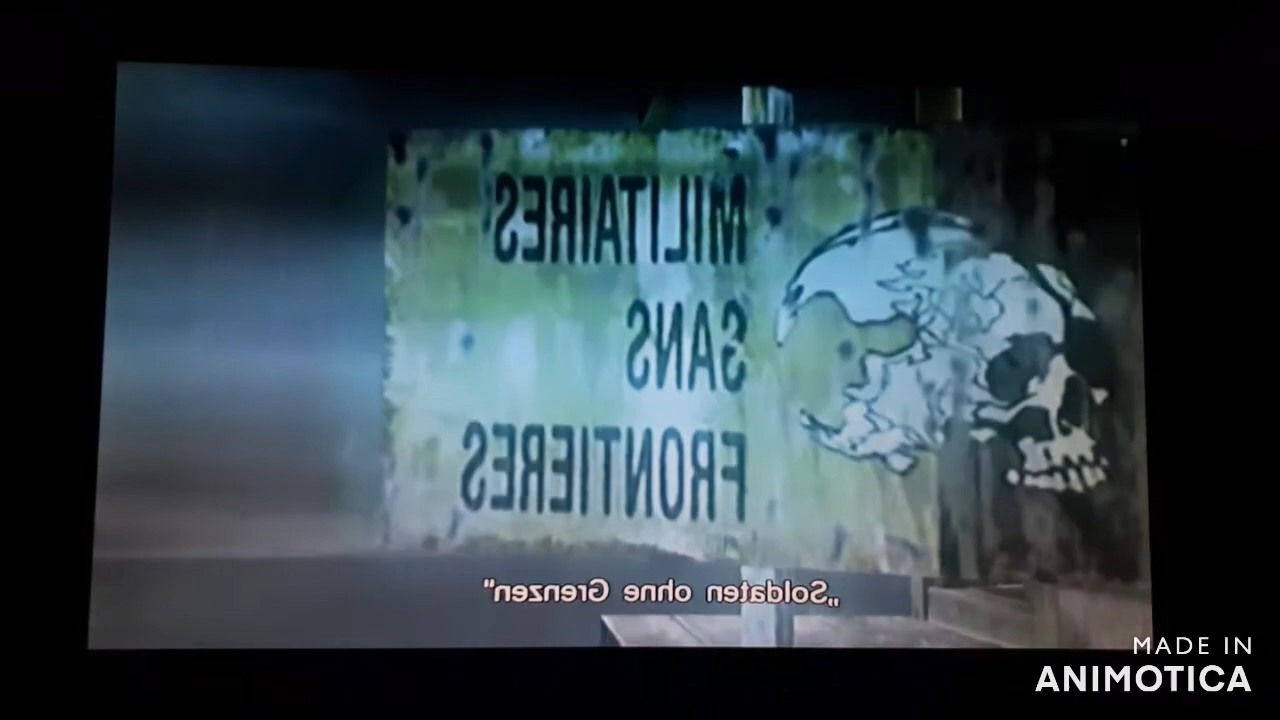 MILITAIRES
SANS
FRONTIERES
„Soldaten ohne Grenzen"
MADE IN
ANIMOTICA